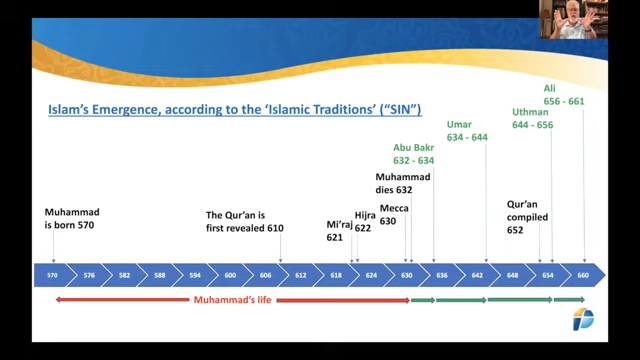 Islam's Emergence, according to the 'Islamic Traditions' ("SIN")
Ali
656 - 661
Uthman
644 - 656
Umar
634 - 644
Abu Bakr
632 - 634
Muhammad
dies 632
Muhammad
is born 570
The Qur'an is
first revealed 610
Mi'raj
621
Hijra
622
Mecca
630
Qur'an
compiled
652
570 576 582 588 594 600 606 612 618 624 630 636 642 648 654 660
Muhammad's life